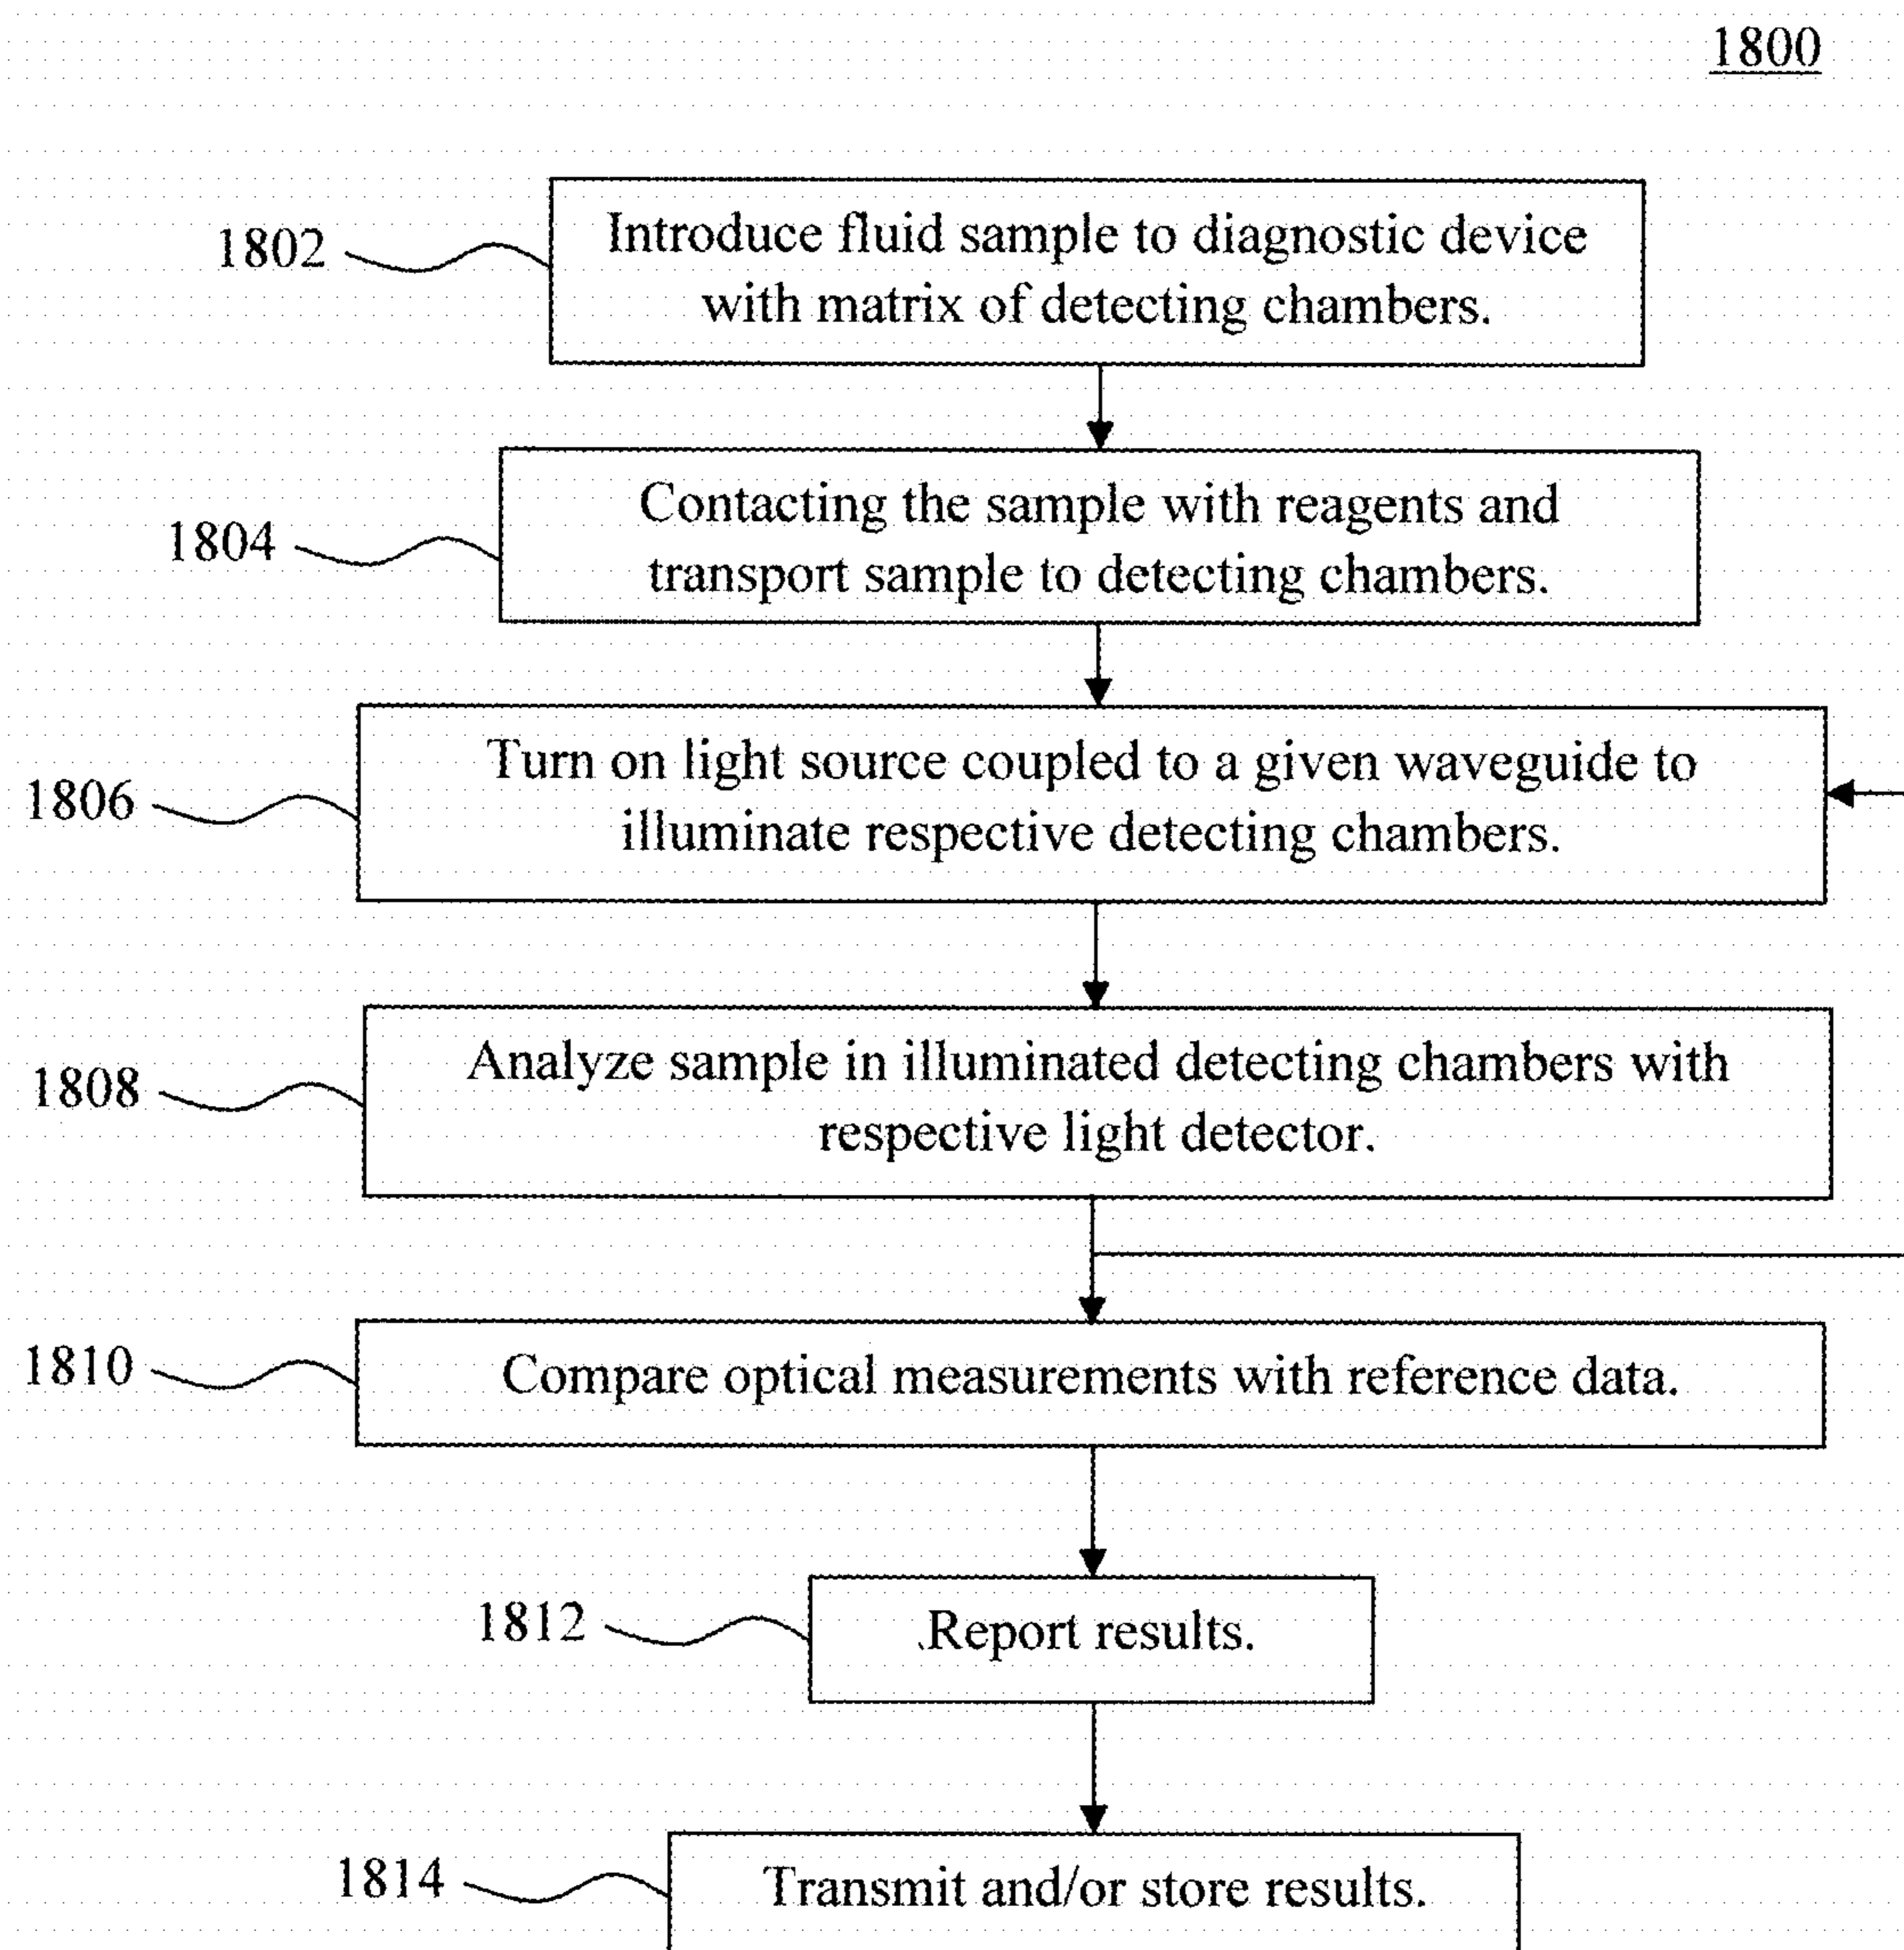 1800
1802
Introduce fluid sample to diagnostic device
with matrix of detecting chambers.
1804
Contacting the sample with reagents and
transport sample to detecting chambers.
1806
Turn on light source coupled to a given waveguide to
illuminate respective detecting chambers.
1808
Analyze sample in illuminated detecting chambers with
respective light detector.
1810
Compare optical measurements with reference data.
1812
Report results.
1814
Transmit and/or store results.